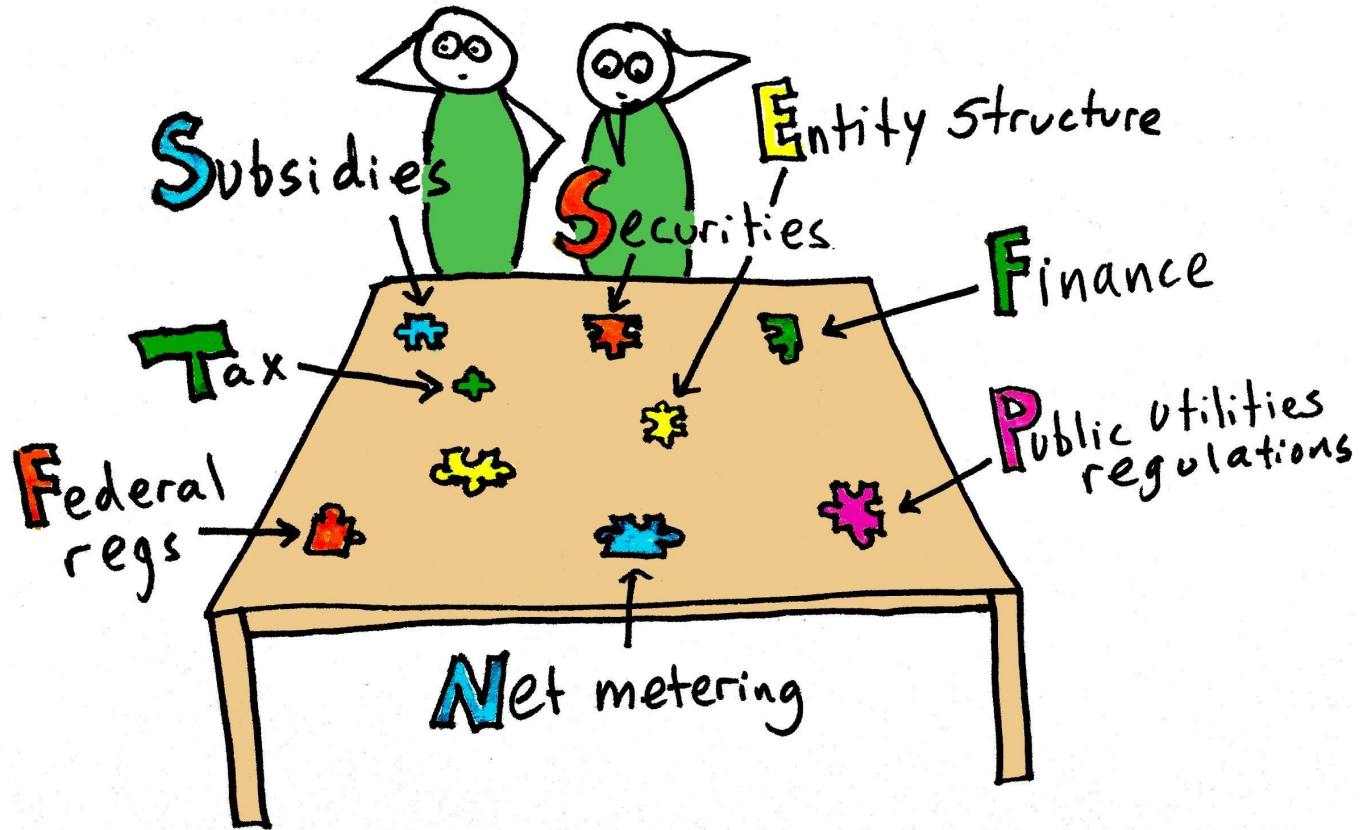 Subsidies
Entity Structure
Securities
Finance
Tax
Public utilities
regulations
Federal
regs
Net metering